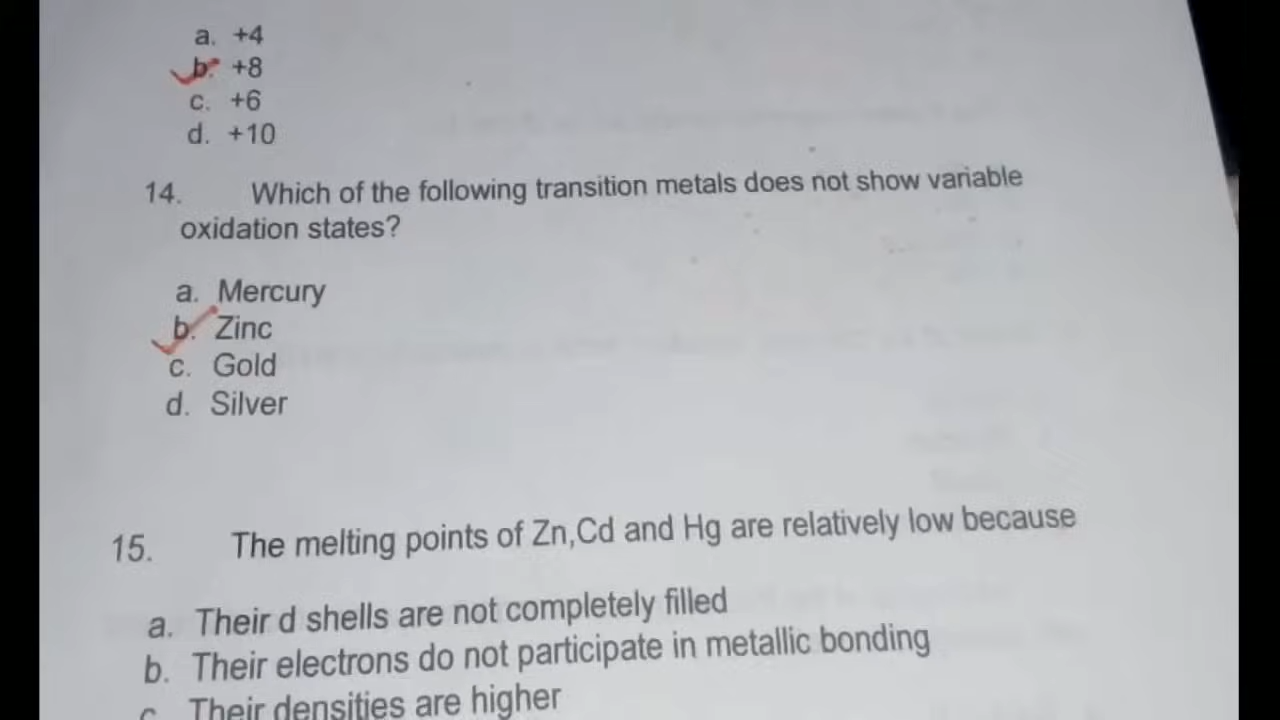 a. +4
b. +8
c. +6
d. +10
14. Which of the following transition metals does not show variable
oxidation states?
a. Mercury
b. Zinc
c. Gold
d. Silver
15. The melting points of Zn,Cd and Hg are relatively low because
a. Their d shells are not completely filled
b. Their electrons do not participate in metallic bonding
c. Their densities are higher